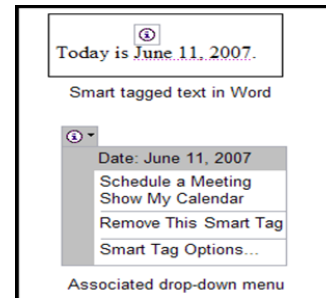 Today is June 11, 2007.
Smart tagged text in Word
Date: June 11, 2007
Schedule a Meeting
Show My Calendar
Remove This Smart Tag
Smart Tag Options...
Associated drop-down menu